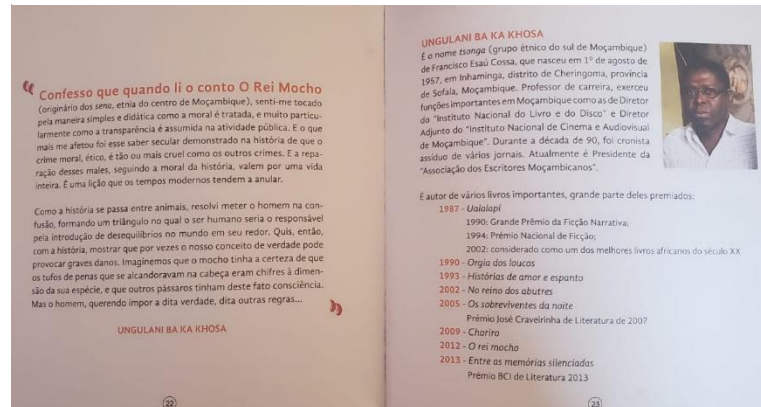 “ Confesso que quando li o conto O Rei Mocho
(originário dos sena, etnia do centro de Moçambique), senti-me tocado
pela maneira simples e didática como a moral é tratada, e muito particu-
larmente como a transparência é assumida na atividade pública. E o que
mais me afetou foi esse saber secular demonstrado na história de que o
crime moral, ético, é tão ou mais cruel como os outros crimes. E a repa-
ração desses males, seguindo a moral da história, valem por uma vida
inteira. É uma lição que os tempos modernos tendem a anular.
Como a história se passa entre animais, resolvi meter o homem na con-
fusão, formando um triângulo no qual o ser humano seria o responsável
pela introdução de desequilíbrios no mundo em seu redor. Quis, então,
com a história, mostrar que por vezes o nosso conceito de verdade pode
provocar graves danos. Imaginemos que o mocho tinha a certeza de que
os tufos de penas que se alcandoravam na cabeça eram chifres à dimen-
são da sua espécie, e que outros pássaros tinham deste fato consciência.
Mas o homem, querendo impor a dita verdade, dita outras regras... ”
UNGULANI BA KA KHOSA
22
UNGULANI BA KA KHOSA
É o nome tsonga (grupo étnico do sul de Moçambique)
de Francisco Esaú Cossa, que nasceu em 1º de agosto de
1957, em Inhaminga, distrito de Cheringoma, província
de Sofala, Moçambique. Professor de carreira, exerceu
funções importantes em Moçambique como as de Diretor
do "Instituto Nacional do Livro e do Disco" e Diretor
Adjunto do "Instituto Nacional de Cinema e Audiovisual
de Moçambique". Durante a década de 90, foi cronista
assíduo de vários jornais. Atualmente é Presidente da
"Associação dos Escritores Moçambicanos".
É autor de vários livros importantes, grande parte deles premiados:
1987 - Ualalapi
1990: Grande Prêmio da Ficção Narrativa;
1994: Prémio Nacional de Ficção;
2002: considerado como um dos melhores livros africanos do século XX
1990 - Orgia dos loucos
1993 - Histórias de amor e espanto
2002 - No reino dos abutres
2005 - Os sobreviventes da noite
Prêmio José Craveirinha de Literatura de 2007
2009 - Choriro
2012 - O rei mocho
2013 - Entre as memórias silenciadas
Prêmio BCI de Literatura 2013
23